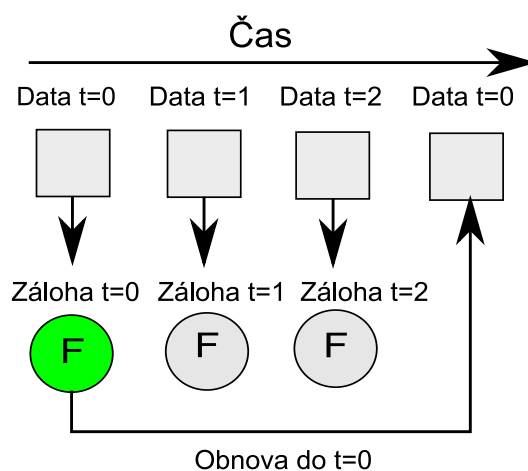 Čas
Data t=0 Data t=1 Data t=2 Data t=0
Záloha t=0 Záloha t=1 Záloha t=2
F F F
Obnova do t=0